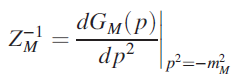 $Z_M^{-1} = \left. \frac{dG_M(p)}{dp^2} \right|_{p^2=-m_M^2}$